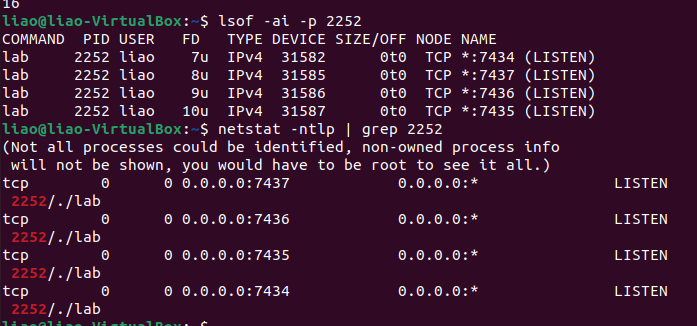 16
liao@liao-VirtualBox:~$ lsof -ai -p 2252
COMMAND  PID USER   FD   TYPE DEVICE SIZE/OFF NODE NAME
lab     2252 liao    7u  IPv4  31582      0t0  TCP *:7434 (LISTEN)
lab     2252 liao    8u  IPv4  31585      0t0  TCP *:7437 (LISTEN)
lab     2252 liao    9u  IPv4  31586      0t0  TCP *:7436 (LISTEN)
lab     2252 liao   10u  IPv4  31587      0t0  TCP *:7435 (LISTEN)
liao@liao-VirtualBox:~$ netstat -ntlp | grep 2252
(Not all processes could be identified, non-owned process info
 will not be shown, you would have to be root to see it all.)
tcp        0      0 0.0.0.0:7437            0.0.0.0:*               LISTEN
 2252/./lab
tcp        0      0 0.0.0.0:7436            0.0.0.0:*               LISTEN
 2252/./lab
tcp        0      0 0.0.0.0:7435            0.0.0.0:*               LISTEN
 2252/./lab
tcp        0      0 0.0.0.0:7434            0.0.0.0:*               LISTEN
 2252/./lab
liao@liao-VirtualBox:~$